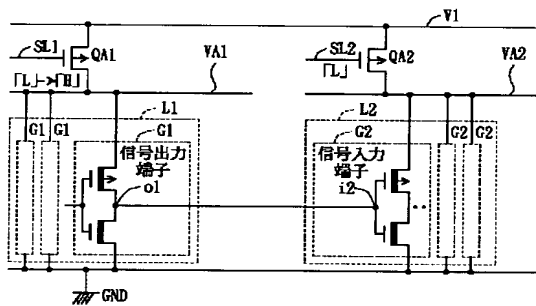 V1
SL1
QA1
SL2
QA2
「L」→「H」
VA1
「L」
VA2
L1
L2
G1 G1
G1
G2
G2 G2
信号出力
端子
o1
信号入力
端子
i2
GND